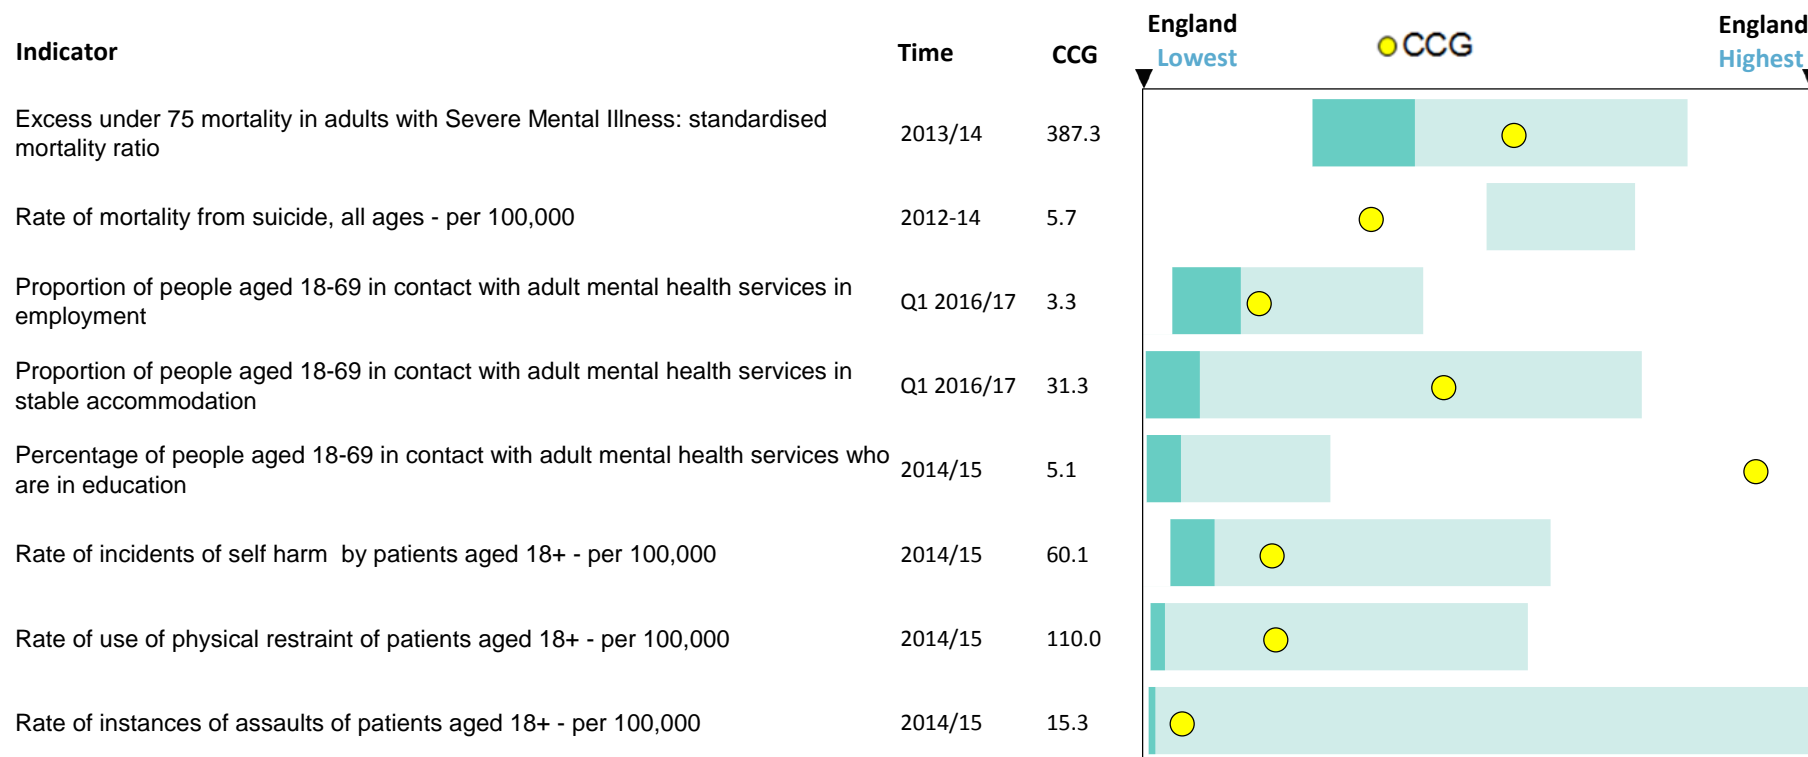 Indicator Time CCG England Lowest CCG England Highest
Excess under 75 mortality in adults with Severe Mental Illness: standardised
mortality ratio 2013/14 387.3
Rate of mortality from suicide, all ages - per 100,000 2012-14 5.7
Proportion of people aged 18-69 in contact with adult mental health services in
employment Q1 2016/17 3.3
Proportion of people aged 18-69 in contact with adult mental health services in
stable accommodation Q1 2016/17 31.3
Percentage of people aged 18-69 in contact with adult mental health services who
are in education 2014/15 5.1
Rate of incidents of self harm  by patients aged 18+ - per 100,000 2014/15 60.1
Rate of use of physical restraint of patients aged 18+ - per 100,000 2014/15 110.0
Rate of instances of assaults of patients aged 18+ - per 100,000 2014/15 15.3